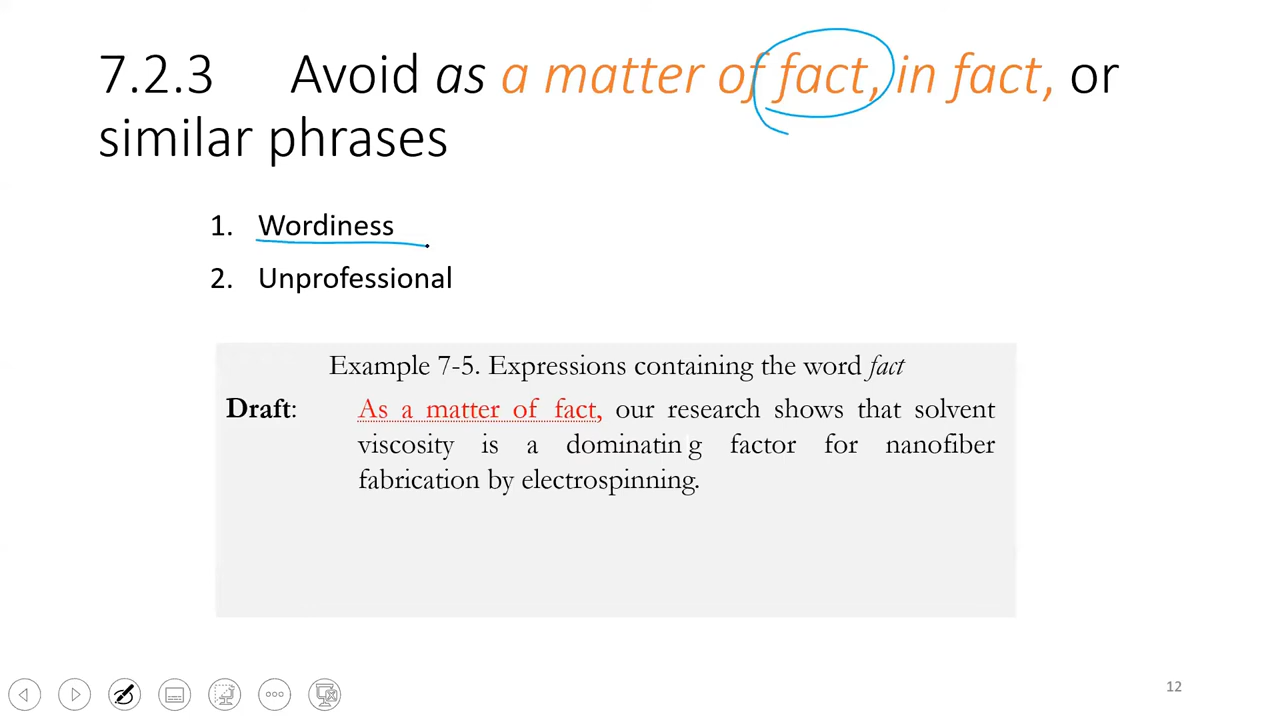 7.2.3 Avoid as a matter of fact, in fact, or
similar phrases
1. Wordiness
2. Unprofessional
Example 7-5. Expressions containing the word fact
Draft: As a matter of fact, our research shows that solvent
viscosity is a dominatin g factor for nanofiber
fabrication by electrospinning.
12